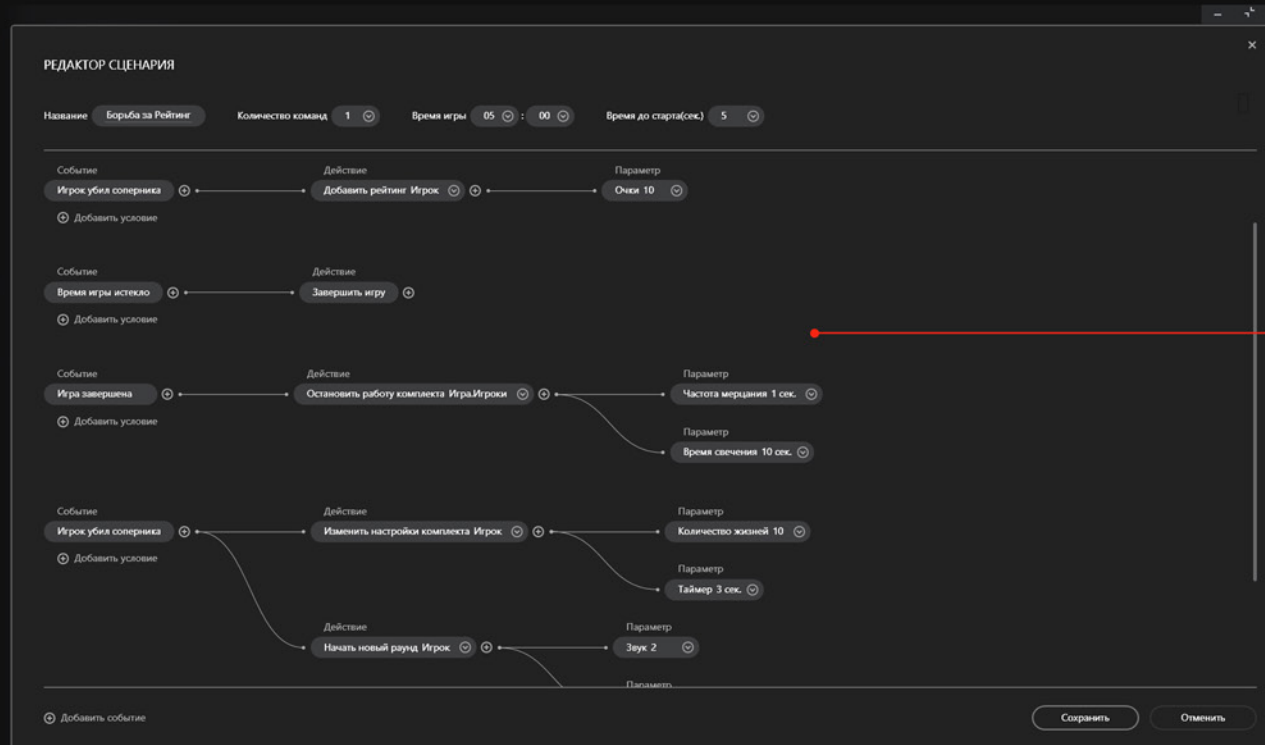 РЕДАКТОР СЦЕНАРИЯ
Название Борьба за Рейтинг Количество команд 1 Время игры 05 : 00 Время до старта(сек.) 5
Событие Действие Параметр
Игрок убил соперника Добавить рейтинг Игрок Очки 10
Добавить условие
Событие Действие
Время игры истекло Завершить игру
Добавить условие
Событие Действие Параметр
Игра завершена Остановить работу комплекта Игра.Игроки Частота мерцания 1 сек.
Добавить условие
Параметр
Время свечения 10 сек.
Событие Действие Параметр
Игрок убил соперника Изменить настройки комплекта Игрок Количество жизней 10
Добавить условие
Параметр
Таймер 3 сек.
Действие Параметр
Начать новый раунд Игрок Звук 2
Параметр
Добавить событие Сохранить Отменить